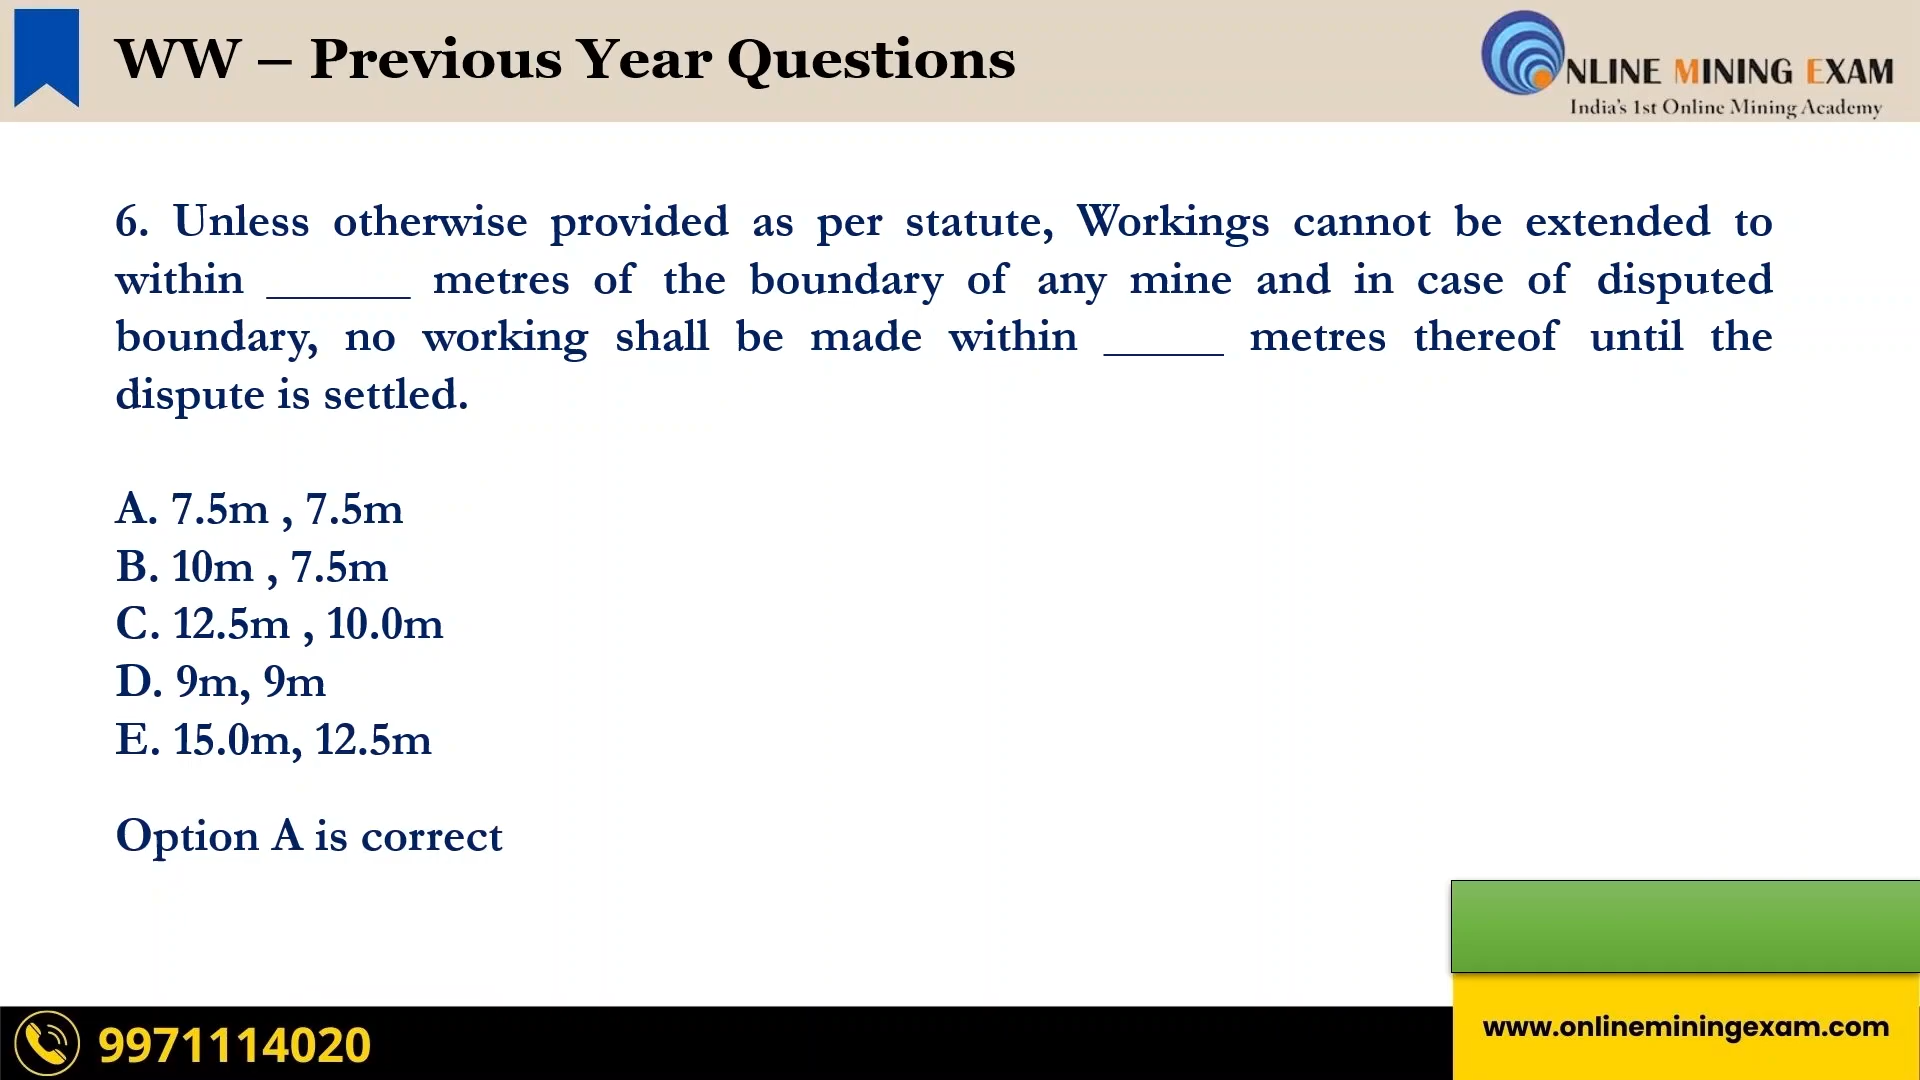 WW – Previous Year Questions
NLINE MINING EXAM
India's 1st Online Mining Academy
6. Unless otherwise provided as per statute, Workings cannot be extended to
within ______ metres of the boundary of any mine and in case of disputed
boundary, no working shall be made within _____ metres thereof until the
dispute is settled.
A. 7.5m , 7.5m
B. 10m , 7.5m
C. 12.5m , 10.0m
D. 9m, 9m
E. 15.0m, 12.5m
Option A is correct
9971114020
www.onlineminingexam.com